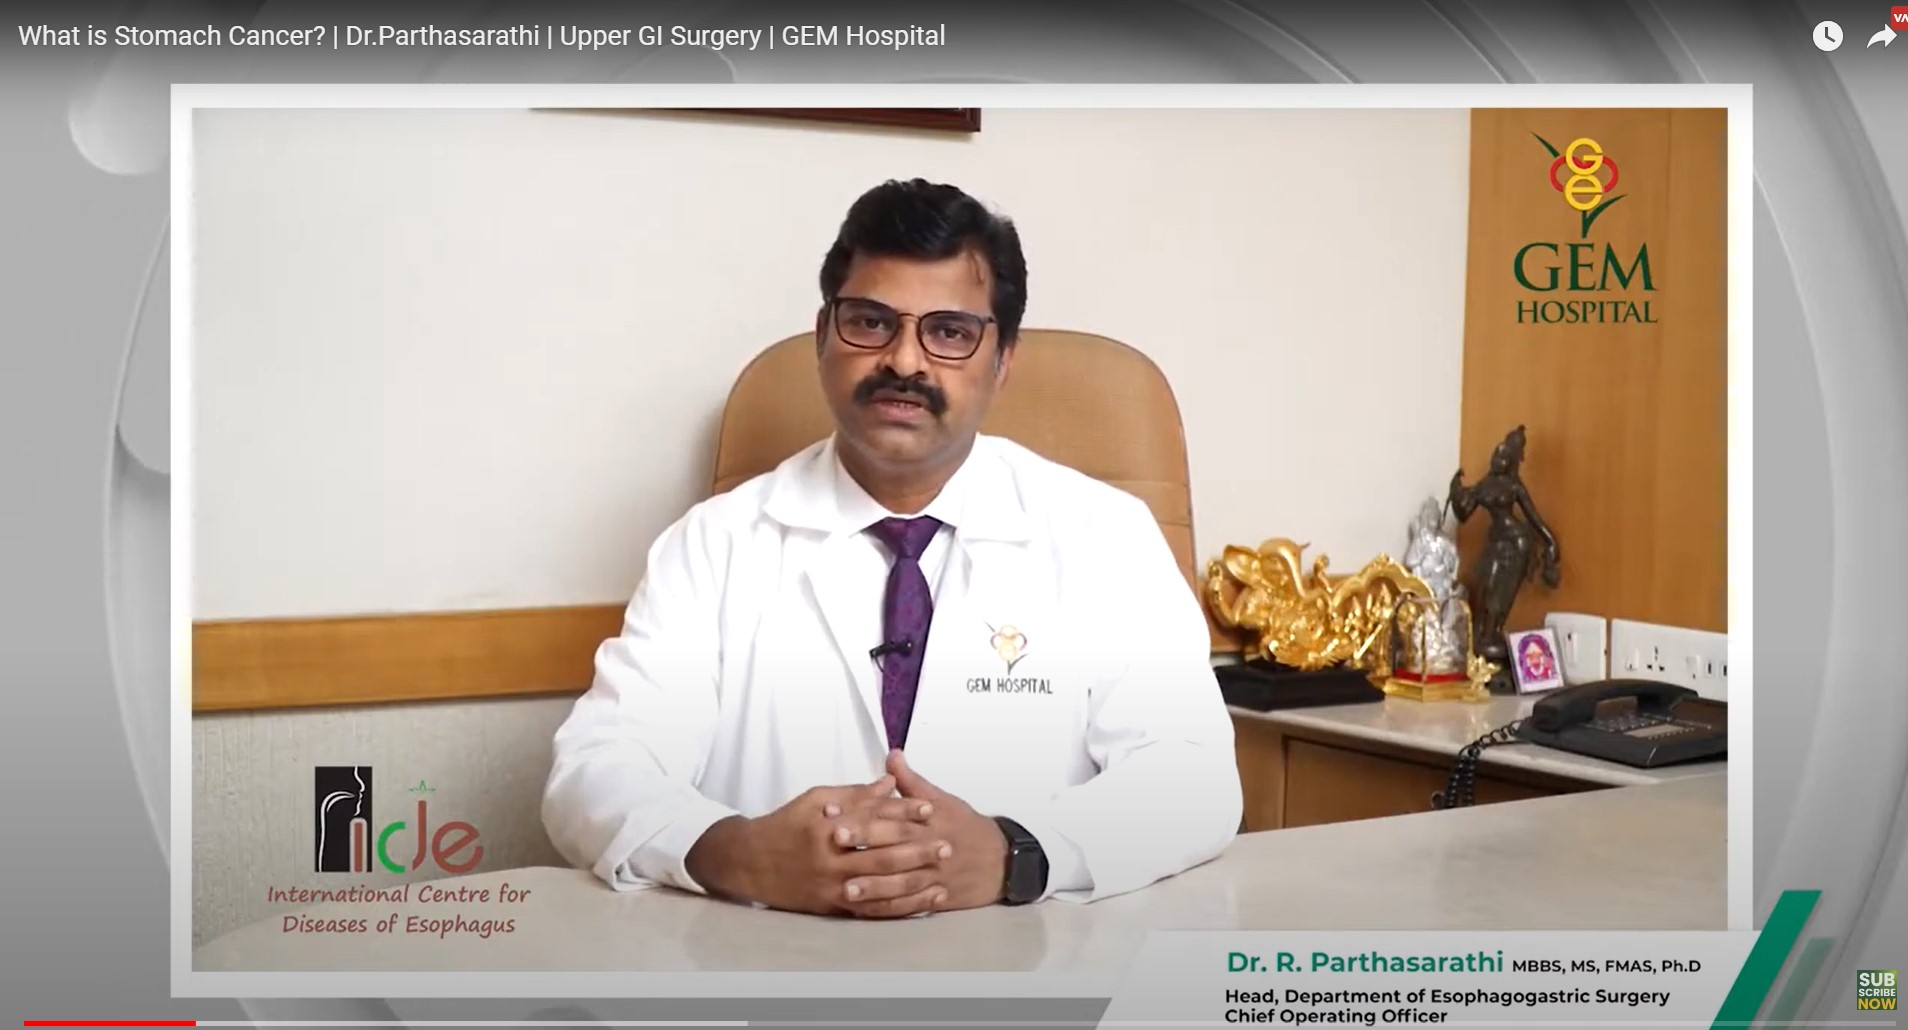 What is Stomach Cancer? | Dr.Parthasarathi | Upper GI Surgery | GEM Hospital
GE
GEM
HOSPITAL
GEM HOSPITAL
icde
International Centre for
Diseases of Esophagus
Dr. R. Parthasarathi MBBS, MS, FMAS, Ph.D
Head, Department of Esophagogastric Surgery
Chief Operating Officer
SUB
SCRIBE
NOW